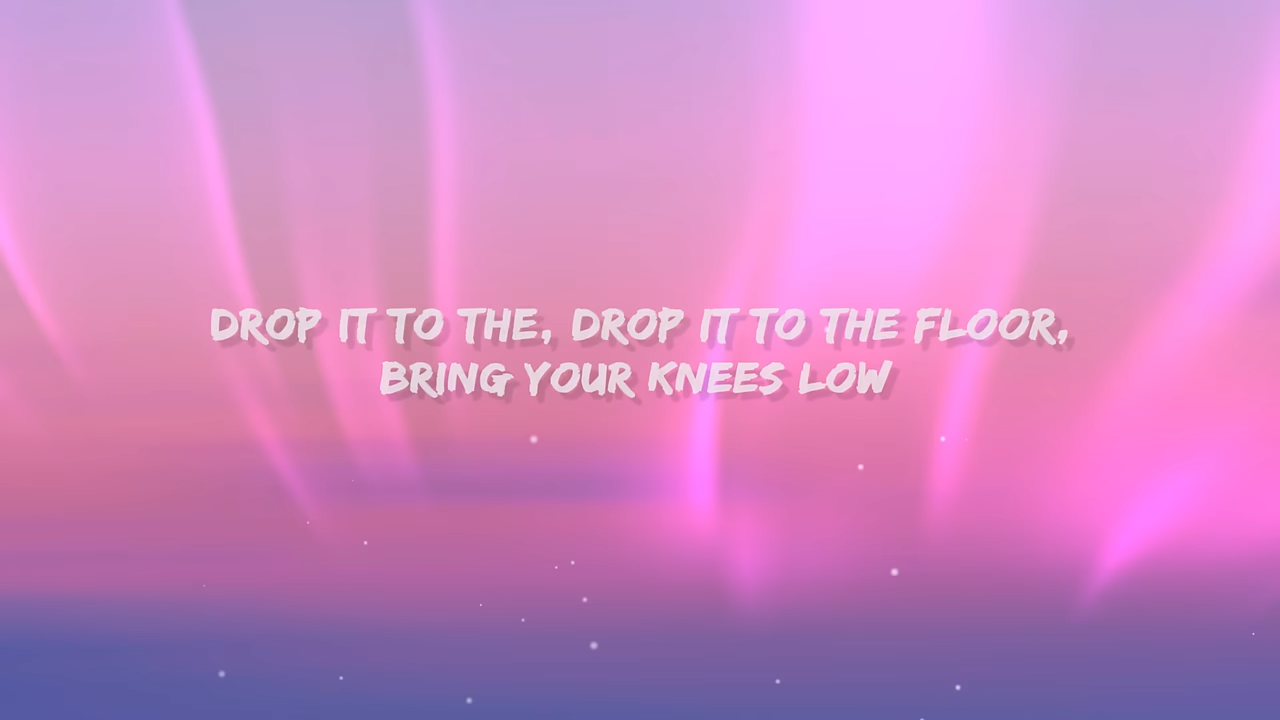 DROP IT TO THE, DROP IT TO THE FLOOR,
BRING YOUR KNEES LOW